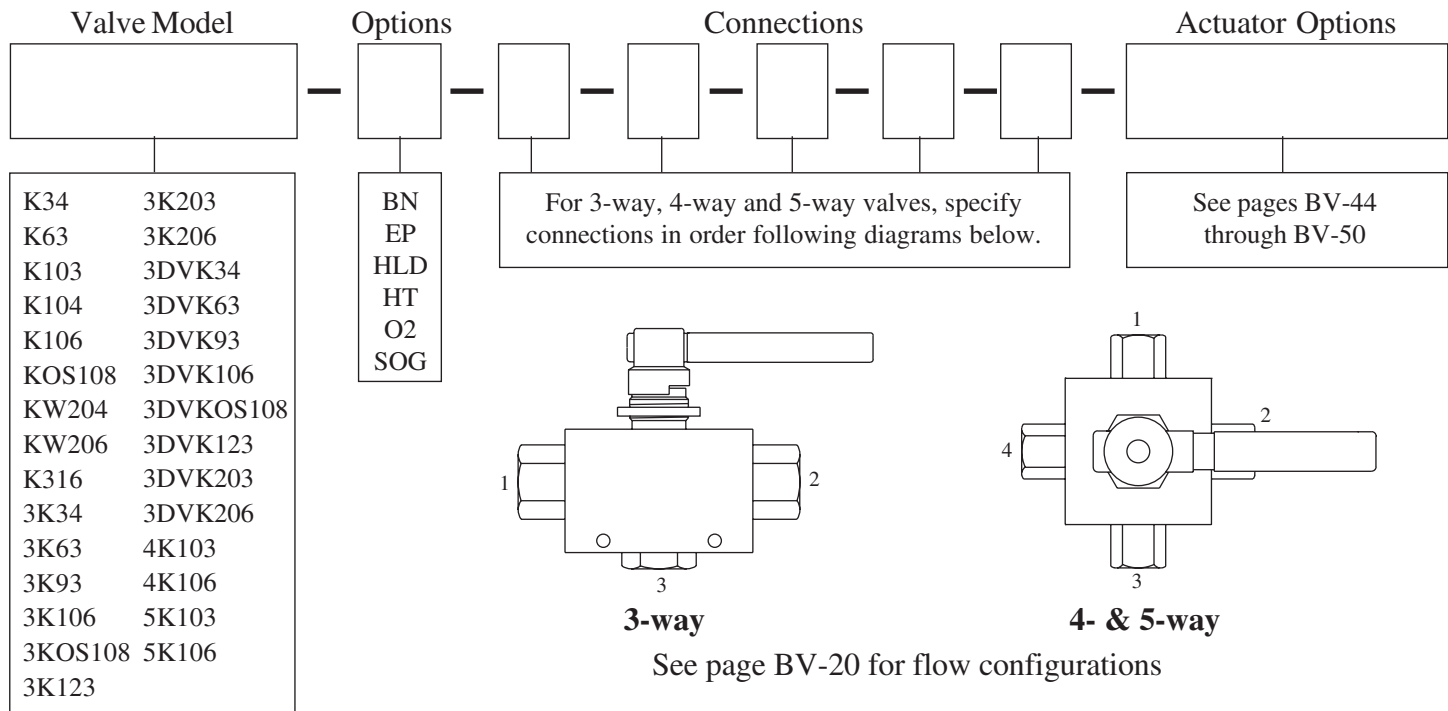 Valve Model
Options
Connections
Actuator Options
K34 3K203
K63 3K206
K103 3DVK34
K104 3DVK63
K106 3DVK93
KOS108 3DVK106
KW204 3DVKOS108
KW206 3DVK123
K316 3DVK203
3K34 3DVK206
3K63 4K103
3K93 4K106
3K106 5K103
3KOS108 5K106
3K123
BN
EP
HLD
HT
O2
SOG
For 3-way, 4-way and 5-way valves, specify
connections in order following diagrams below.
See pages BV-44
through BV-50
1
2
3
3-way
1
2
4
3
4- & 5-way
See page BV-20 for flow configurations